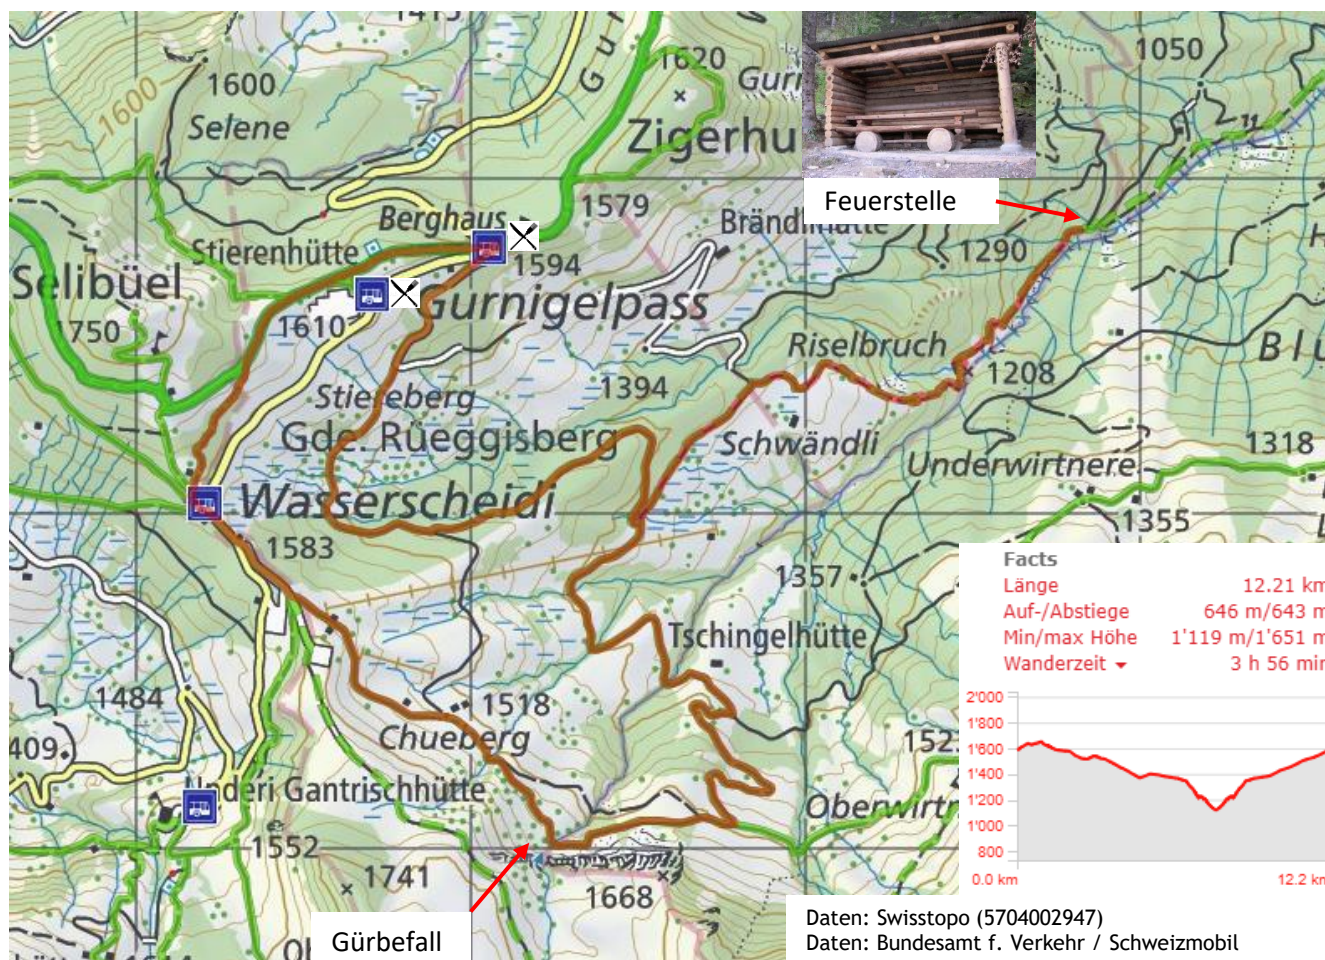 1600
1600
Selene
1620
Zigerhu
1050
Feuerstelle
Berghaus
1579
Stierenhütte
1594
1290
Selibüel
1610
Gurnigelpass
1750
Riselbruch
1394
1208
Stiereberg
Gde. Rüeggisberg
Schwändli
1318
Underwirtnere
Wasserscheidi
1355
1583
1357
Tschingelhütte
1484
1518
409
Chueberg
152
Underi Gantrischhütte
Oberwirtn
1552
1741
1668
Gürbefall
Facts
Länge 12.21 km
Auf-/Abstiege 646 m/643 m
Min/max Höhe 1'119 m/1'651 m
Wanderzeit 3 h 56 min
2'000
1'800
1'600
1'400
1'200
1'000
800
0.0 km 12.2 km
Daten: Swisstopo (5704002947)
Daten: Bundesamt f. Verkehr / Schweizmobil